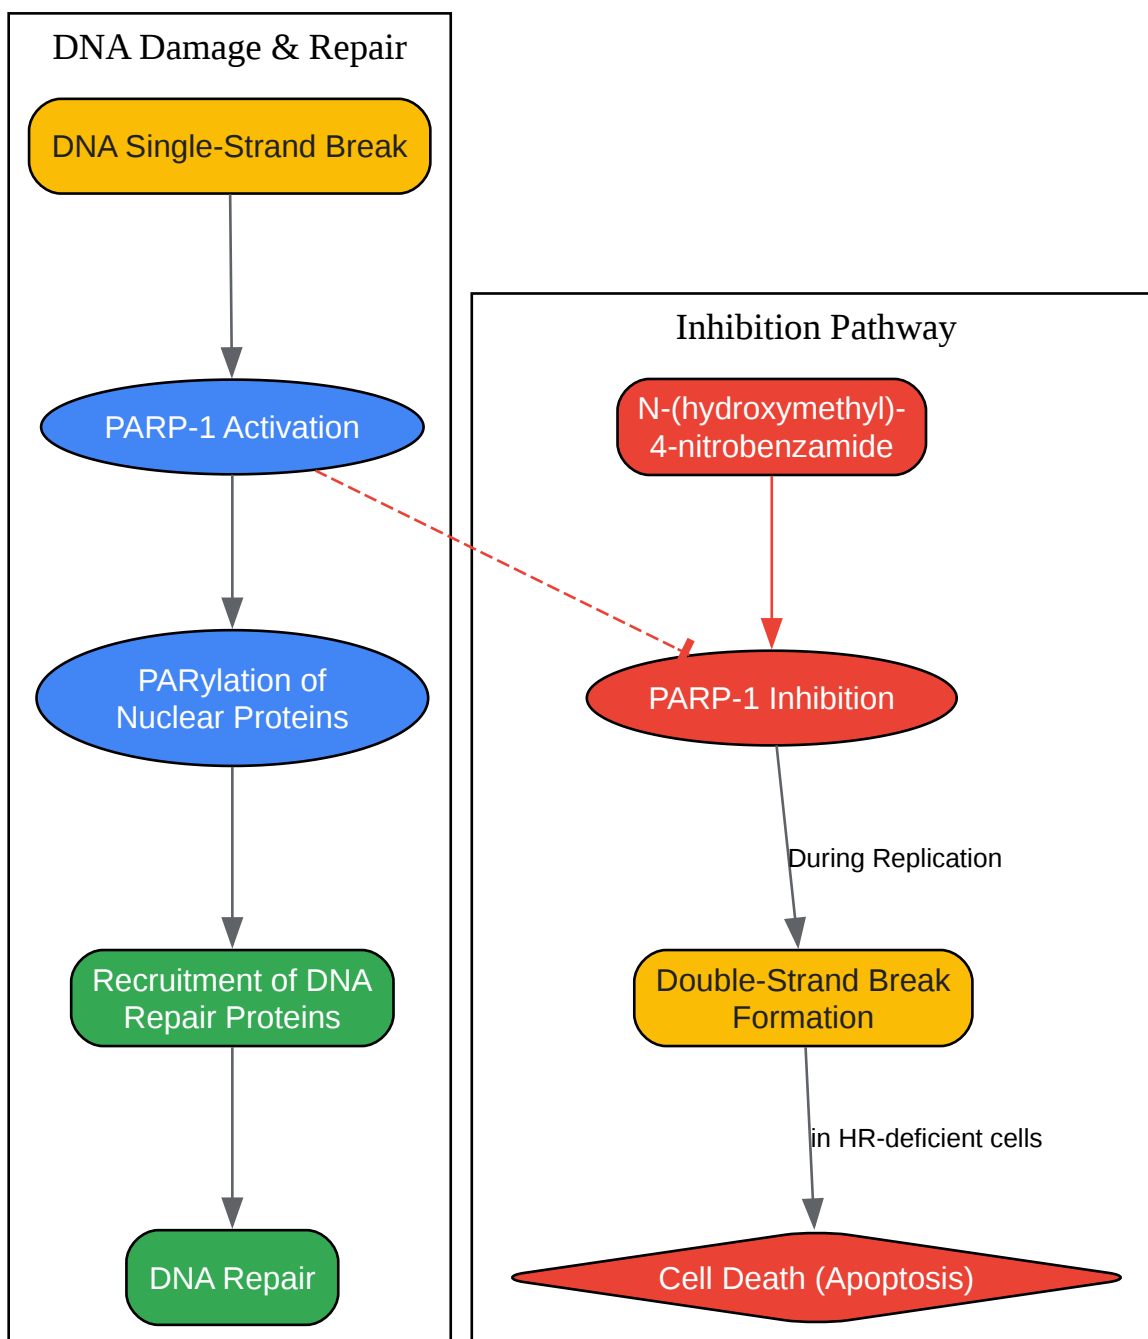 DNA Damage & Repair
DNA Single-Strand Break
PARP-1 Activation
PARylation of
Nuclear Proteins
Recruitment of DNA
Repair Proteins
DNA Repair
Inhibition Pathway
N-(hydroxymethyl)-
4-nitrobenzamide
PARP-1 Inhibition
During Replication
Double-Strand Break
Formation
in HR-deficient cells
Cell Death (Apoptosis)